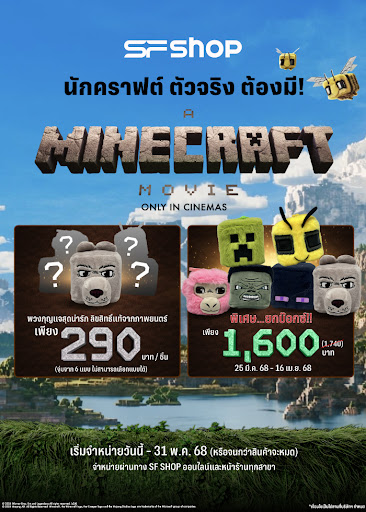 SF SHOP
นักคราฟต์ ตัวจริง ต้องมี!
A
MINECRAFT
MOVIE
ONLY IN CINEMAS
? ? ? ?
พวงกุญแจสุดน่ารัก ลิขสิทธิ์แท้จากภาพยนตร์
เพียง 290 บาท / ชิ้น
(สุ่มจาก 6 แบบ ไม่สามารถเลือกแบบได้)
พิเศษ...ยกบ๊อกซ์!!
เพียง 1,600 (1,740) บาท
25 มี.ค. 68 - 16 เม.ย. 68
เริ่มจำหน่ายวันนี้ - 31 พ.ค. 68 (หรือจนกว่าสินค้าจะหมด)
จำหน่ายผ่านทาง SF SHOP ออนไลน์และหน้าร้านทุกสาขา